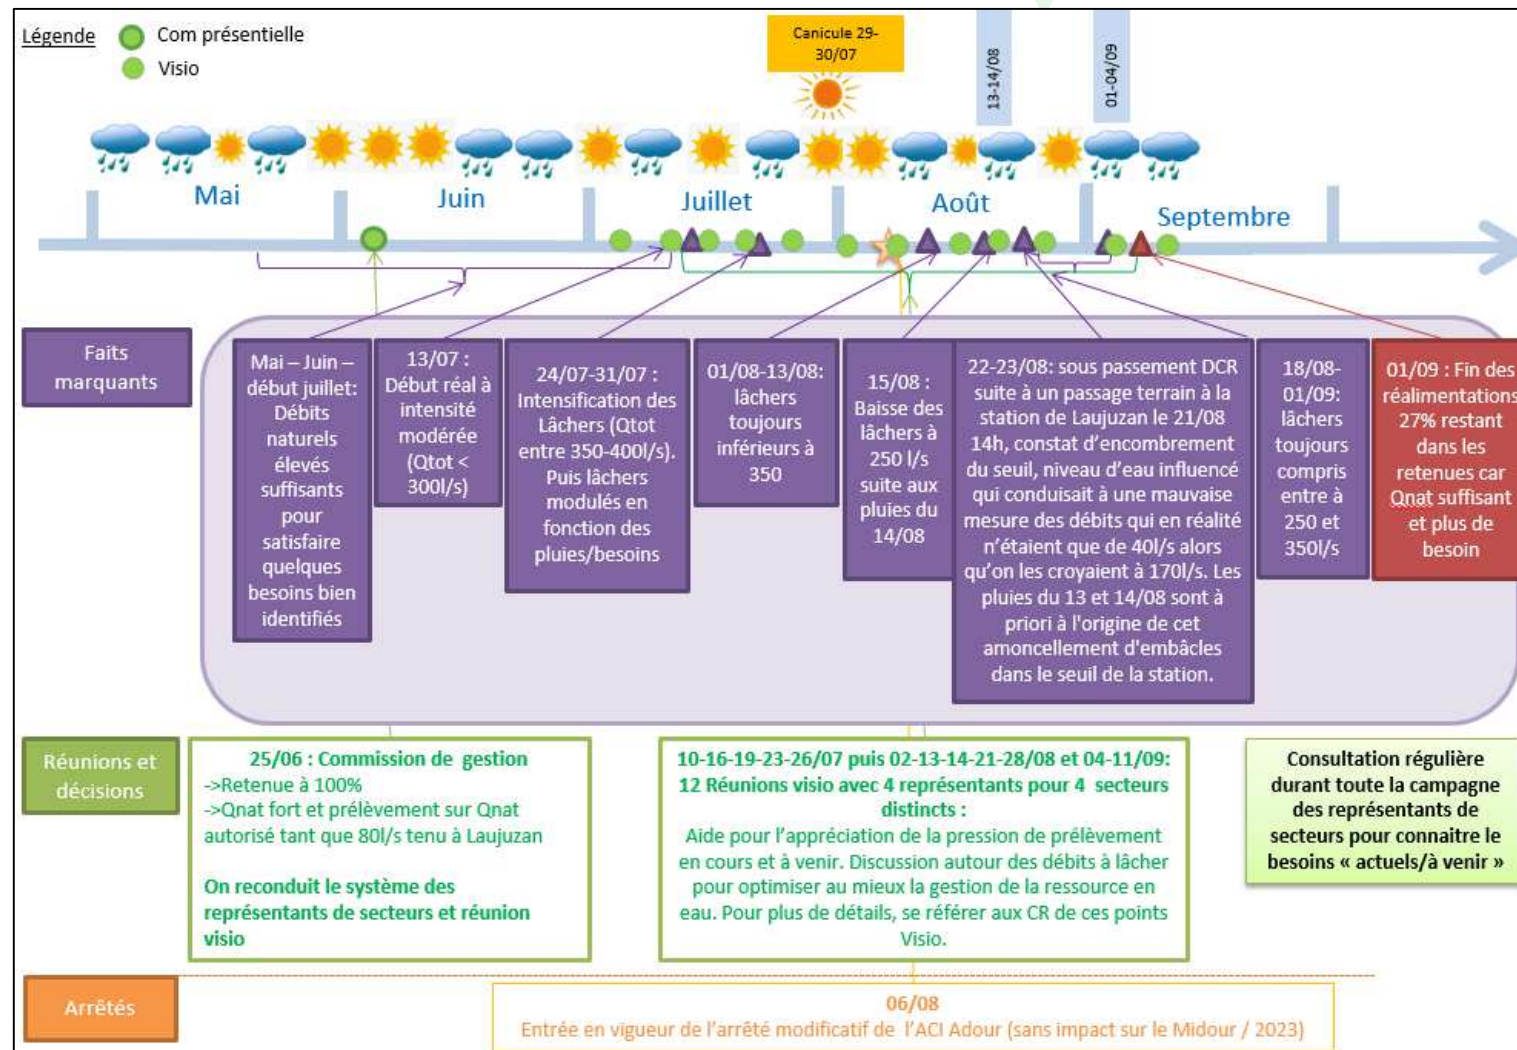 Légende
Com présentielle
Visio
Canicule 29-
30/07
13-14/08
01-04/09
Mai
Juin
Juillet
Août
Septembre
Faits
marquants
Mai – Juin –
début juillet:
Débits
naturels
élevés
suffisants
pour
satisfaire
quelques
besoins bien
identifiés
13/07 :
Début réal à
intensité
modérée
(Qtot <
300l/s)
24/07-31/07 :
Intensification des
Lâchers (Qtot
entre 350-400l/s).
Puis lâchers
modulés en
fonction des
pluies/besoins
01/08-13/08:
lâchers
toujours
inférieurs à
350
15/08 :
Baisse des
lâchers à
250 l/s
suite aux
pluies du
14/08
22-23/08: sous passement DCR
suite à un passage terrain à la
station de Laujuzan le 21/08
14h, constat d’encombrement
du seuil, niveau d’eau influencé
qui conduisait à une mauvaise
mesure des débits qui en réalité
n’étaient que de 40l/s alors
qu’on les croyaient à 170l/s. Les
pluies du 13 et 14/08 sont à
priori à l'origine de cet
amoncellement d'embâcles
dans le seuil de la station.
18/08-
01/09:
lâchers
toujours
compris
entre à
250 et
350l/s
01/09 : Fin des
réalimentations
27% restant
dans les
retenues car
Qnat suffisant
et plus de
besoin
Réunions et
décisions
25/06 : Commission de gestion
->Retenue à 100%
->Qnat fort et prélèvement sur Qnat
autorisé tant que 80l/s tenu à Laujuzan
On reconduit le système des
représentants de secteurs et réunion
visio
10-16-19-23-26/07 puis 02-13-14-21-28/08 et 04-11/09:
12 Réunions visio avec 4 représentants pour 4 secteurs
distincts :
Aide pour l’appréciation de la pression de prélèvement
en cours et à venir. Discussion autour des débits à lâcher
pour optimiser au mieux la gestion de la ressource en
eau. Pour plus de détails, se référer aux CR de ces points
Visio.
Consultation régulière
durant toute la campagne
des représentants de
secteurs pour connaitre le
besoins « actuels/à venir »
Arrêtés
06/08
Entrée en vigueur de l’arrêté modificatif de l’ACI Adour (sans impact sur le Midour / 2023)